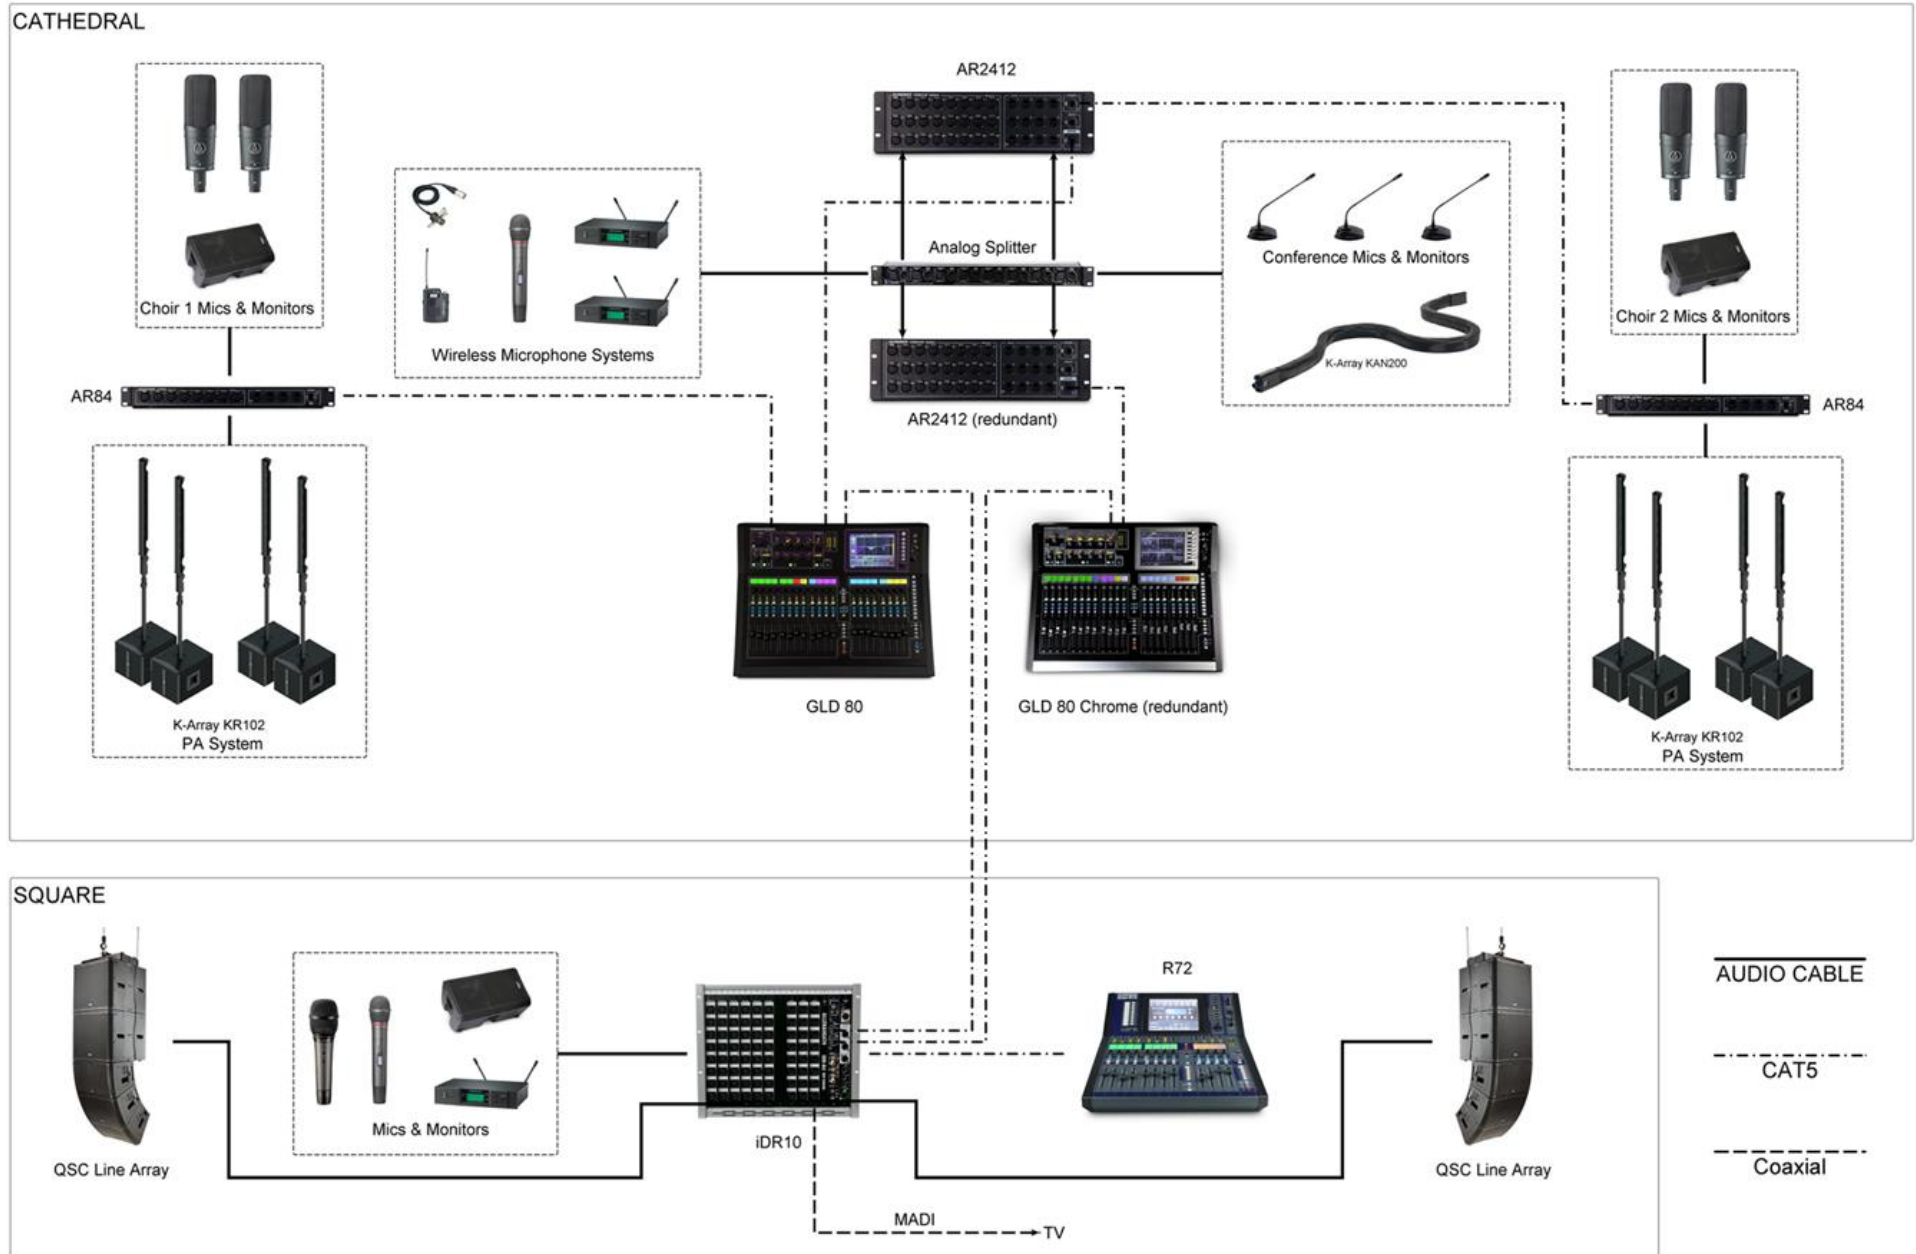 CATHEDRAL
AR2412
Analog Splitter
Conference Mics & Monitors
Choir 1 Mics & Monitors
Choir 2 Mics & Monitors
Wireless Microphone Systems
K-Array KAN200
AR84
AR2412 (redundant)
AR84
GLD 80
GLD 80 Chrome (redundant)
K-Array KR102
PA System
K-Array KR102
PA System
SQUARE
R72
AUDIO CABLE
CAT5
Mics & Monitors
iDR10
QSC Line Array
QSC Line Array
Coaxial
MADI
TV